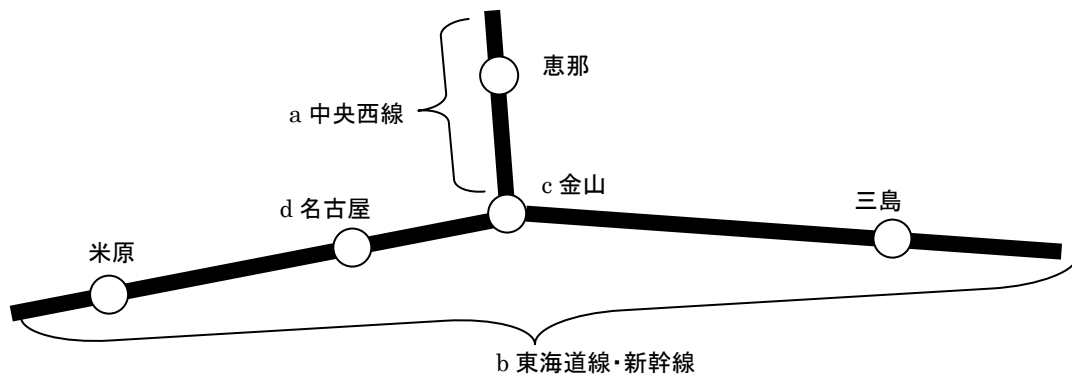 恵那
a 中央西線
c 金山
三島
d 名古屋
米原
b 東海道線・新幹線